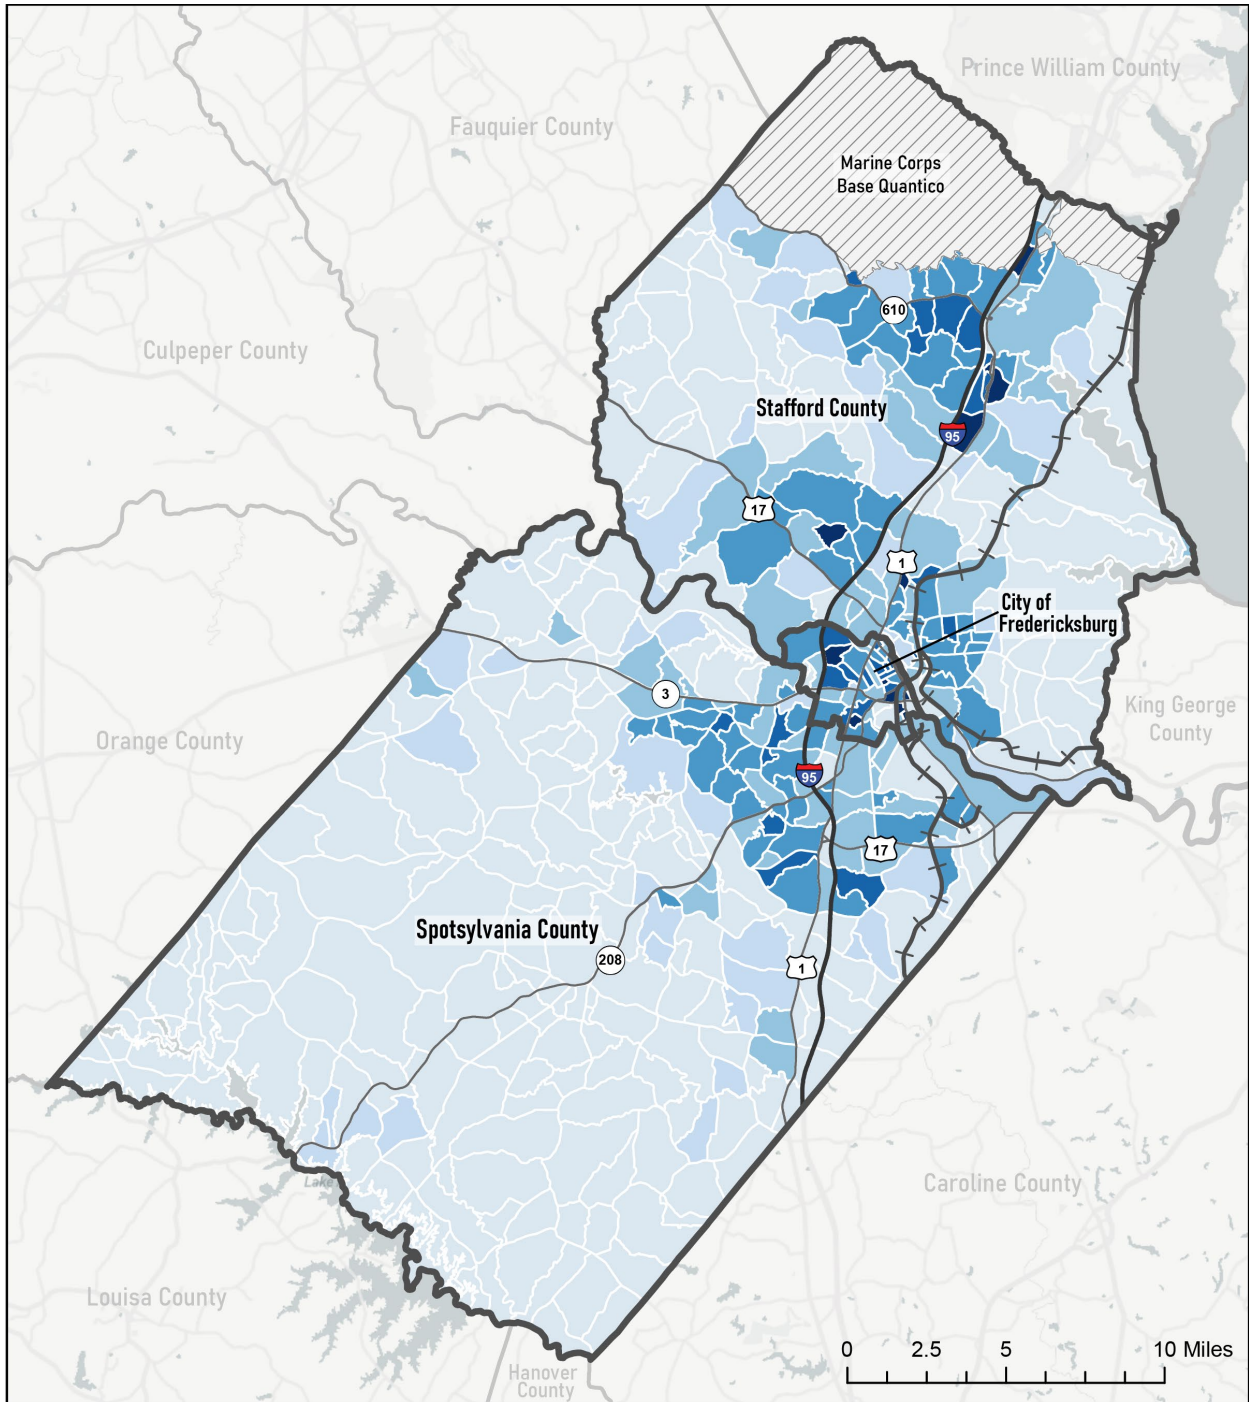 Prince William County
Fauquier County
Marine Corps
Base Quantico
610
Culpeper County
Stafford County
95
17
1
City of
Fredericksburg
3
King George
County
Orange County
95
17
Spotsylvania County
208
1
Lake
Caroline County
Louisa County
Hanover
County
0 2.5 5 10 Miles